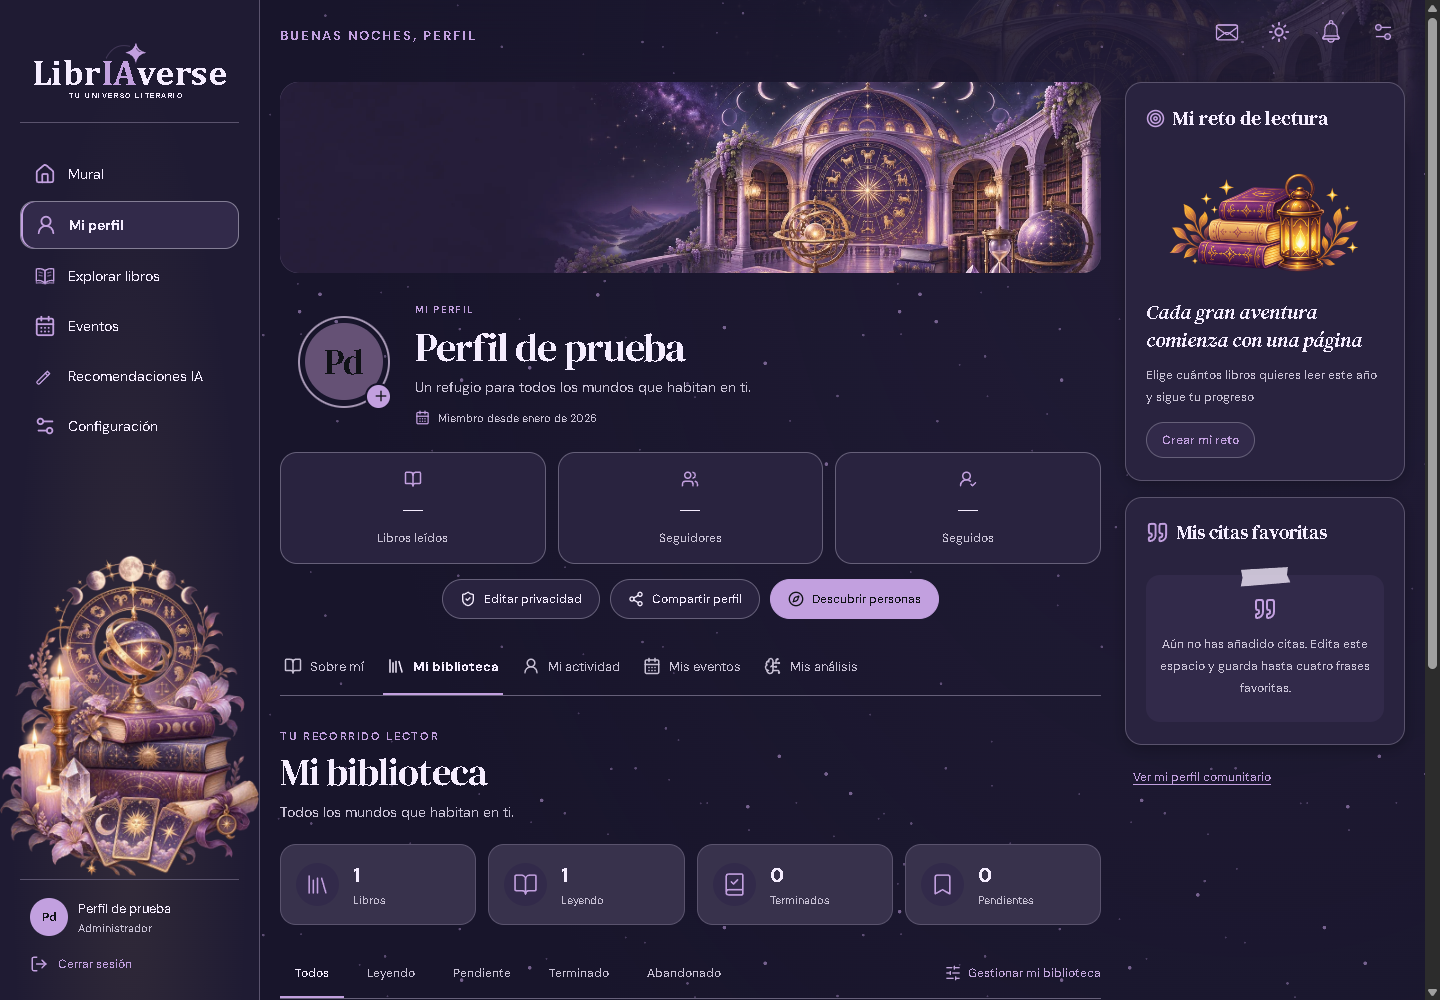 LibrIAverse
TU UNIVERSO LITERARIO
Mural
Mi perfil
Explorar libros
Eventos
Recomendaciones IA
Configuración
Pd
Perfil de prueba
Administrador
Cerrar sesión
BUENAS NOCHES, PERFIL
Pd
MI PERFIL
Perfil de prueba
Un refugio para todos los mundos que habitan en ti.
Miembro desde enero de 2026
—
Libros leídos
—
Seguidores
—
Seguidos
Editar privacidad
Compartir perfil
Descubrir personas
Sobre mí
Mi biblioteca
Mi actividad
Mis eventos
Mis análisis
TU RECORRIDO LECTOR
Mi biblioteca
Todos los mundos que habitan en ti.
1
Libros
1
Leyendo
0
Terminados
0
Pendientes
Todos
Leyendo
Pendiente
Terminado
Abandonado
Gestionar mi biblioteca
Mi reto de lectura
Cada gran aventura
comienza con una página
Elige cuántos libros quieres leer este año
y sigue tu progreso
Crear mi reto
Mis citas favoritas
Aún no has añadido citas. Edita este
espacio y guarda hasta cuatro frases
favoritas.
Ver mi perfil comunitario